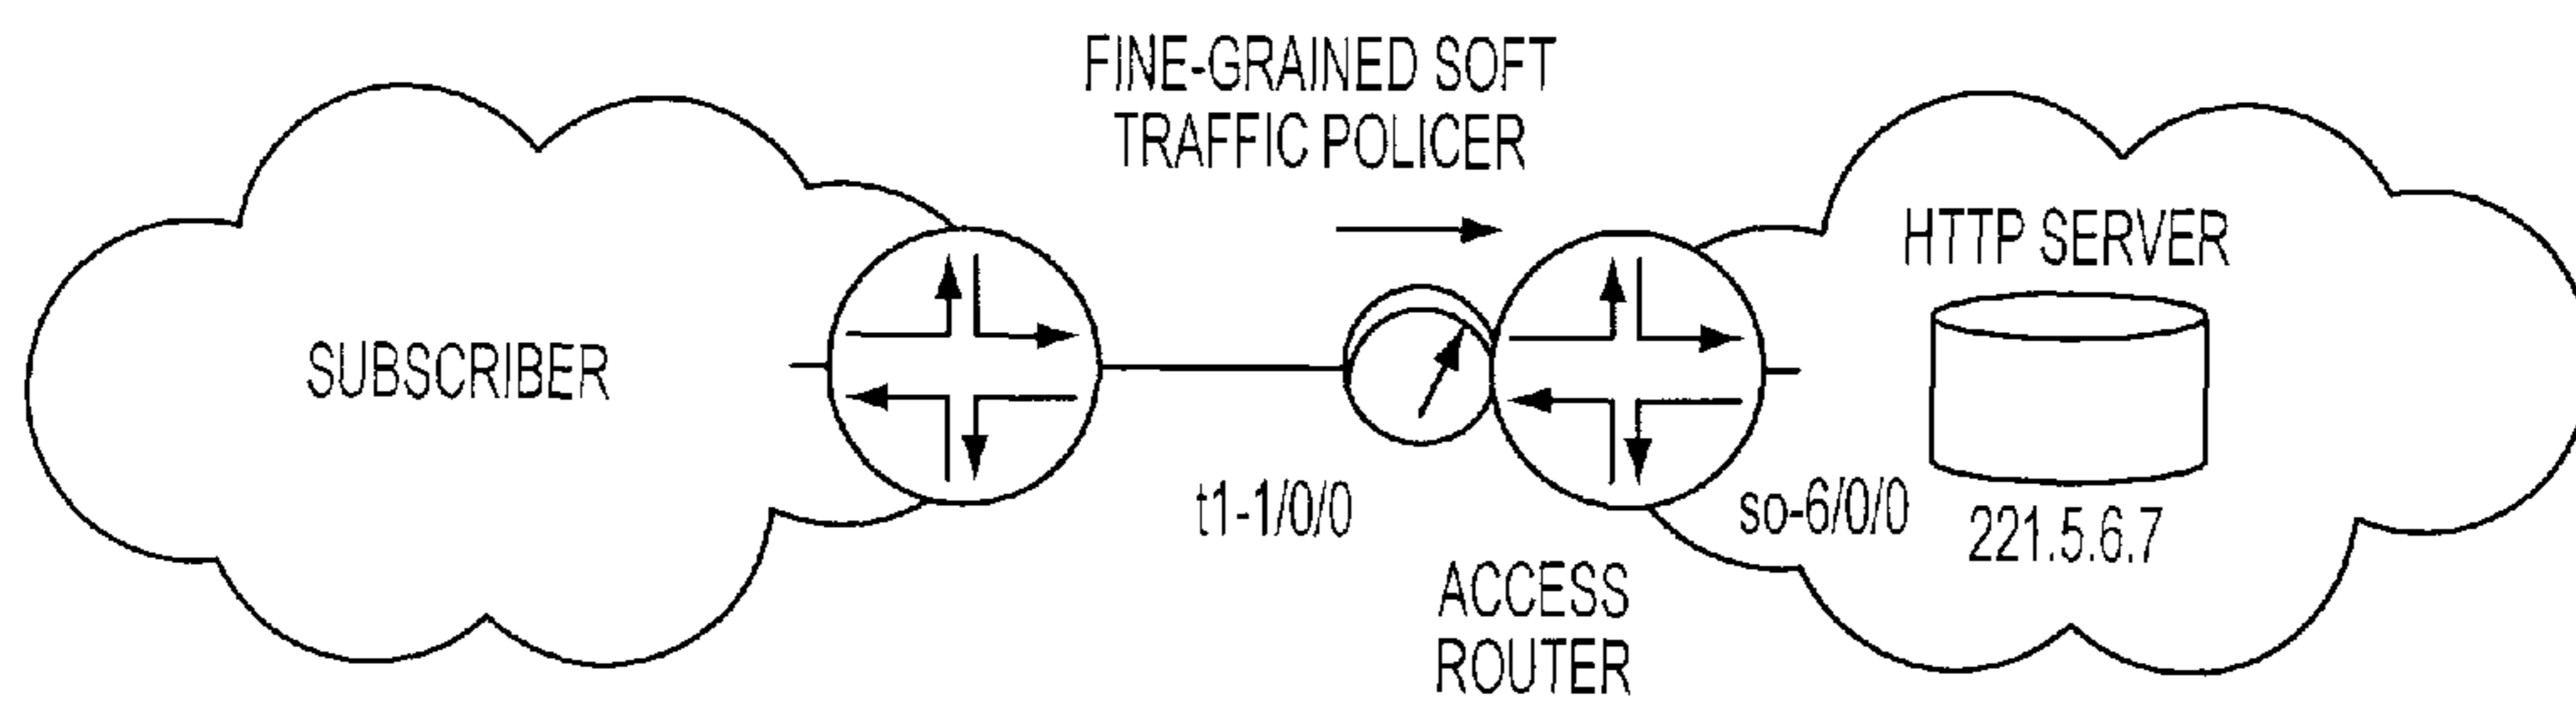 FINE-GRAINED SOFT
TRAFFIC POLICER
SUBSCRIBER
HTTP SERVER
t1-1/0/0
so-6/0/0
221.5.6.7
ACCESS
ROUTER